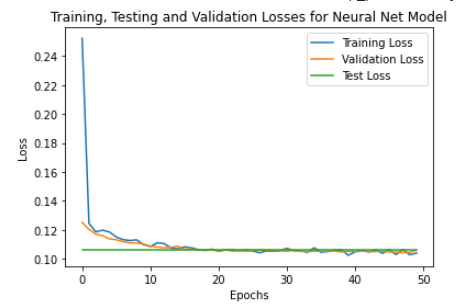 Training, Testing and Validation Losses for Neural Net Model
Training Loss
Validation Loss
Test Loss
0.24
0.22
0.20
0.18
0.16
0.14
0.12
0.10
Loss
0 10 20 30 40 50
Epochs